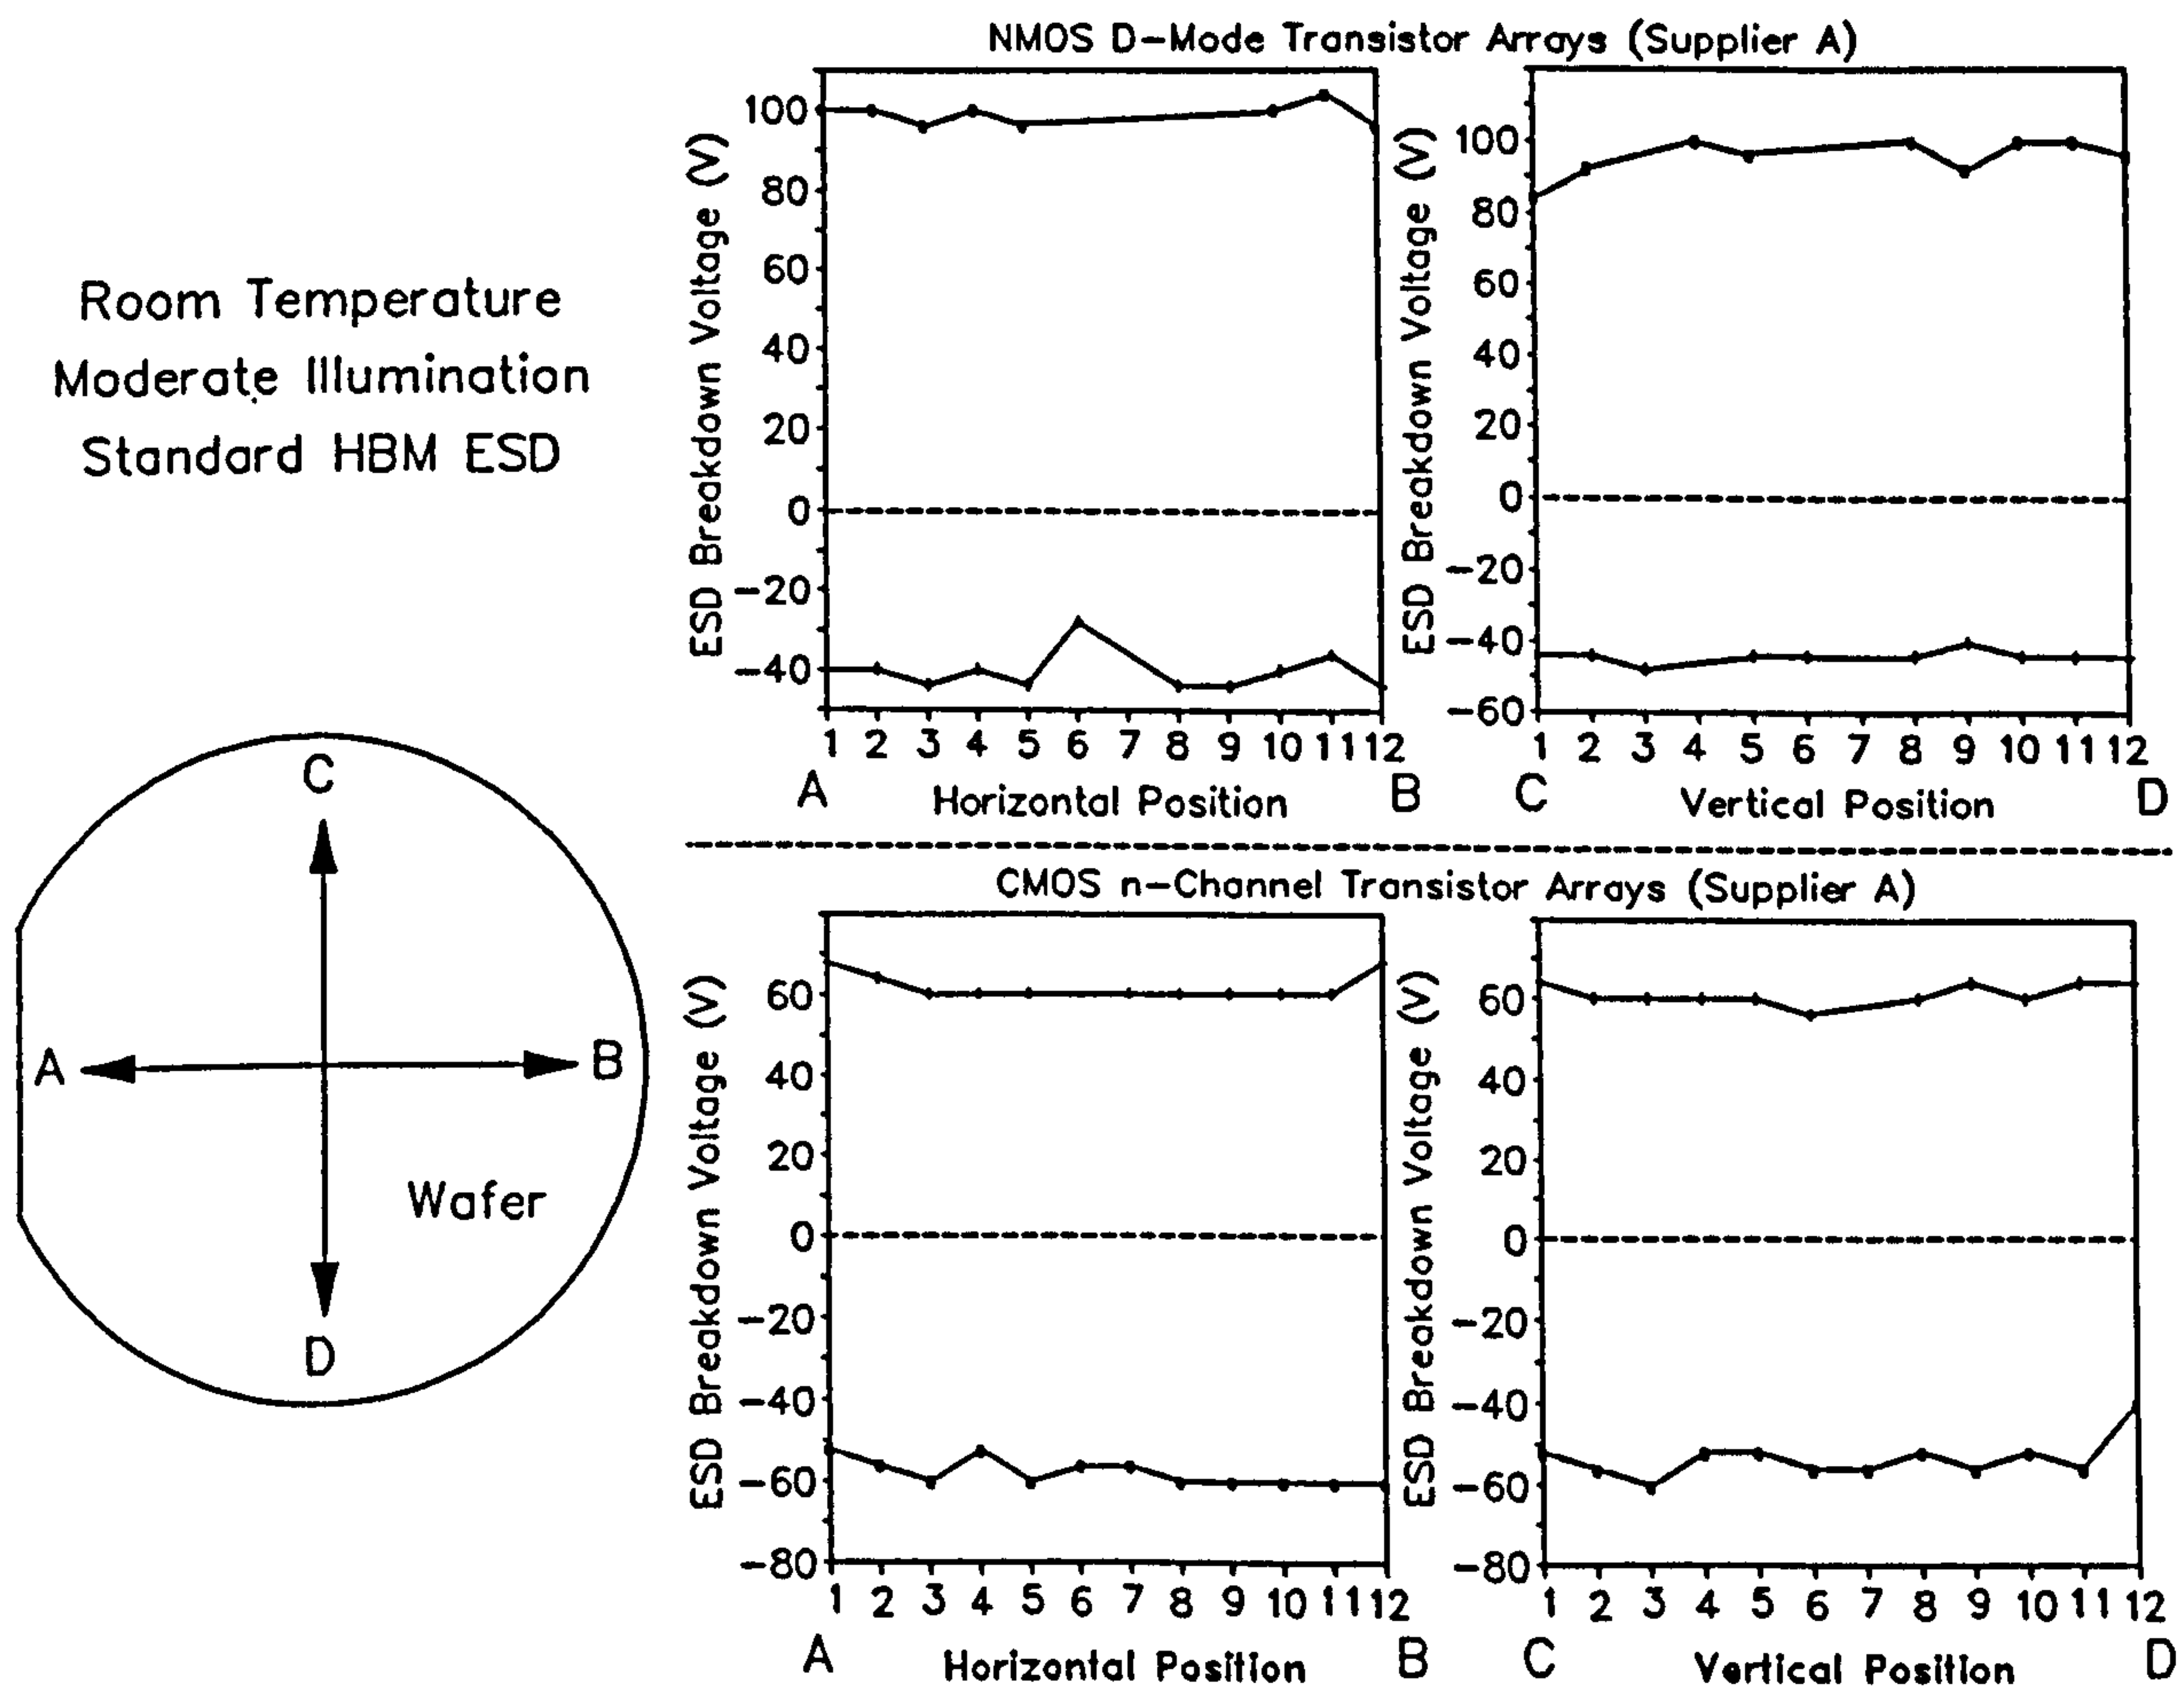 NMOS D-Mode Transistor Arrays (Supplier A)
Room Temperature
Moderate Illumination
Standard HBM ESD
C
A
B
D
Wafer
ESD Breakdown Voltage (V)
100
80
60
40
20
0
-20
-40
1 2 3 4 5 6 7 8 9 10 11 12
A Horizontal Position B
ESD Breakdown Voltage (V)
100
80
60
40
20
0
-20
-40
-60
1 2 3 4 5 6 7 8 9 10 11 12
C Vertical Position D
CMOS n-Channel Transistor Arrays (Supplier A)
ESD Breakdown Voltage (V)
60
40
20
0
-20
-40
-60
-80
1 2 3 4 5 6 7 8 9 10 11 12
A Horizontal Position B
ESD Breakdown Voltage (V)
60
40
20
0
-20
-40
-60
-80
1 2 3 4 5 6 7 8 9 10 11 12
C Vertical Position D